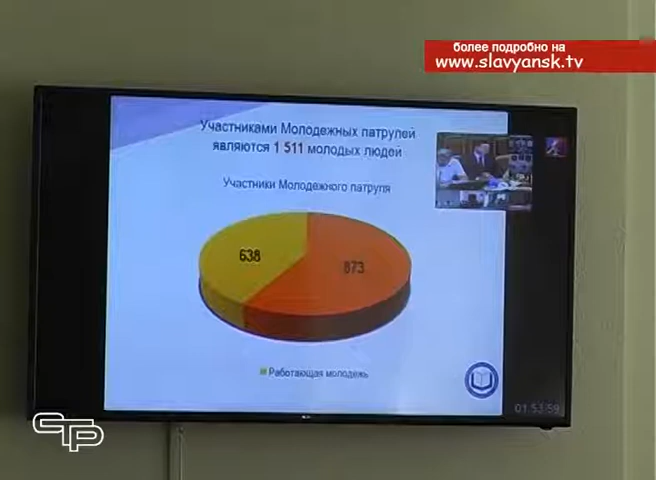 более подробно на
www.slavyansk.tv
Участниками Молодежных патрулей
являются 1 511 молодых людей
Участники Молодежного патруля
638
873
Работающая молодежь
01:53:59
СТР